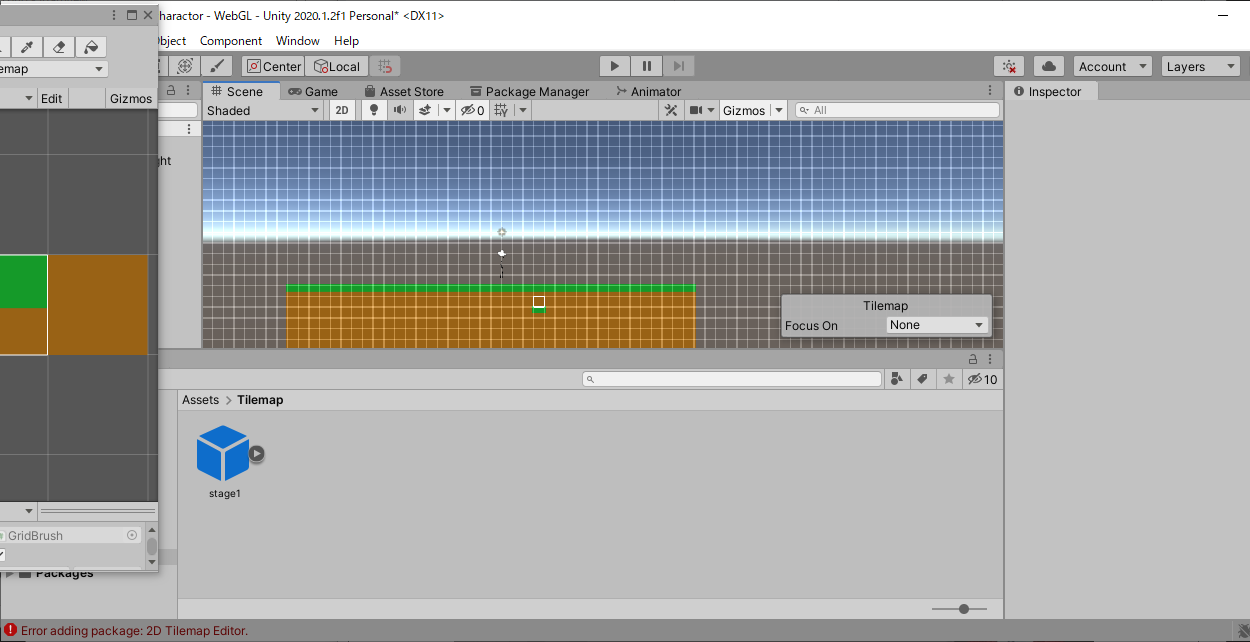 haractor - WebGL - Unity 2020.1.2f1 Personal* <DX11>
bject Component Window Help
emap
Center Local
Account Layers
Edit Gizmos
Scene Game Asset Store Package Manager Animator
Inspector
Shaded 2D 0 Gizmos All
ht
Tilemap
Focus On None
10
Assets > Tilemap
stage1
GridBrush
Packages
Error adding package: 2D Tilemap Editor.